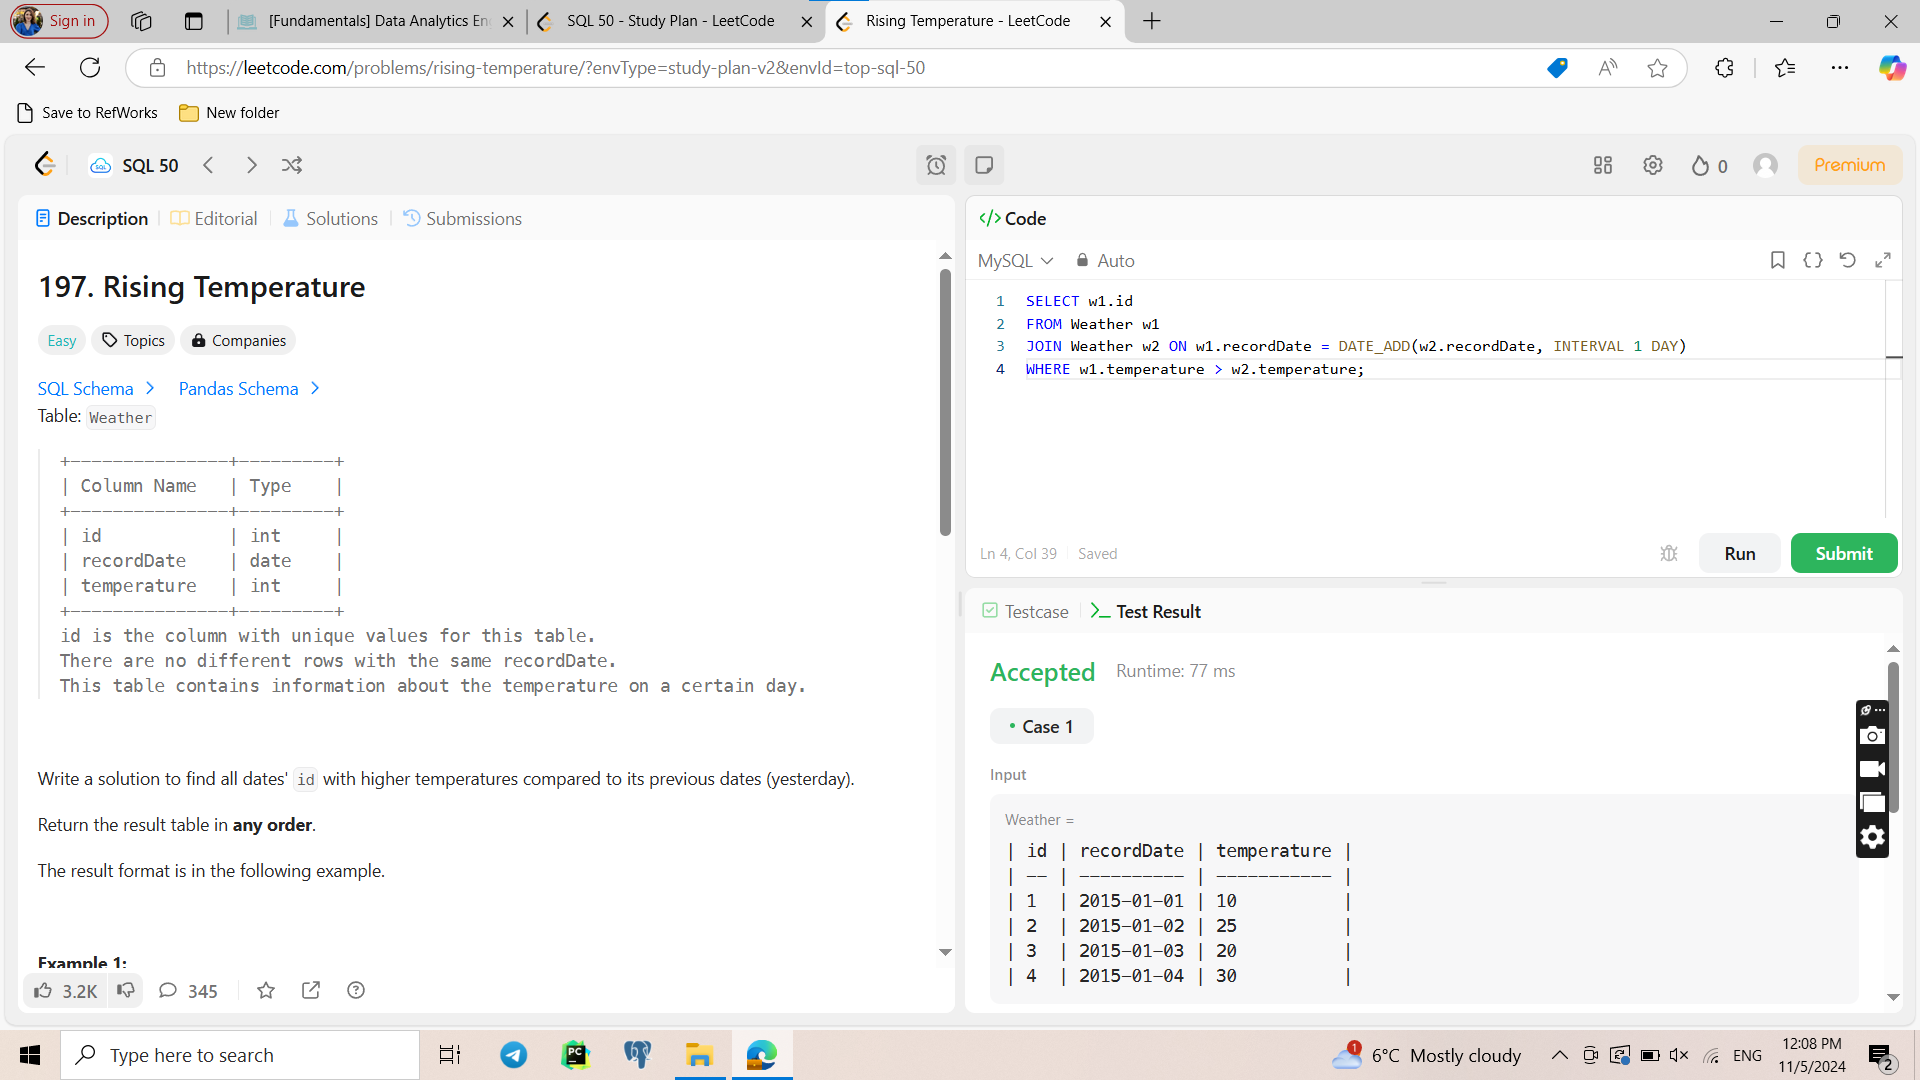 Sign in
[Fundamentals] Data Analytics En
SQL 50 - Study Plan - LeetCode
Rising Temperature - LeetCode
https://leetcode.com/problems/rising-temperature/?envType=study-plan-v2&envId=top-sql-50
Save to RefWorks
New folder
SQL 50
0
Premium
Description
Editorial
Solutions
Submissions
197. Rising Temperature
Easy
Topics
Companies
SQL Schema
Pandas Schema
Table: Weather
+---------------+---------+
| Column Name   | Type    |
+---------------+---------+
| id            | int     |
| recordDate    | date    |
| temperature   | int     |
+---------------+---------+
id is the column with unique values for this table.
There are no different rows with the same recordDate.
This table contains information about the temperature on a certain day.
Write a solution to find all dates' id with higher temperatures compared to its previous dates (yesterday).
Return the result table in any order.
The result format is in the following example.
Example 1:
3.2K
345
</> Code
MySQL
Auto
1 SELECT w1.id
2 FROM Weather w1
3 JOIN Weather w2 ON w1.recordDate = DATE_ADD(w2.recordDate, INTERVAL 1 DAY)
4 WHERE w1.temperature > w2.temperature;
Ln 4, Col 39
Saved
Run
Submit
Testcase
Test Result
Accepted
Runtime: 77 ms
Case 1
Input
Weather =
| id | recordDate | temperature |
| -- | ---------- | ----------- |
| 1  | 2015-01-01 | 10          |
| 2  | 2015-01-02 | 25          |
| 3  | 2015-01-03 | 20          |
| 4  | 2015-01-04 | 30          |
Type here to search
PC
1
6°C Mostly cloudy
ENG
12:08 PM
11/5/2024
2